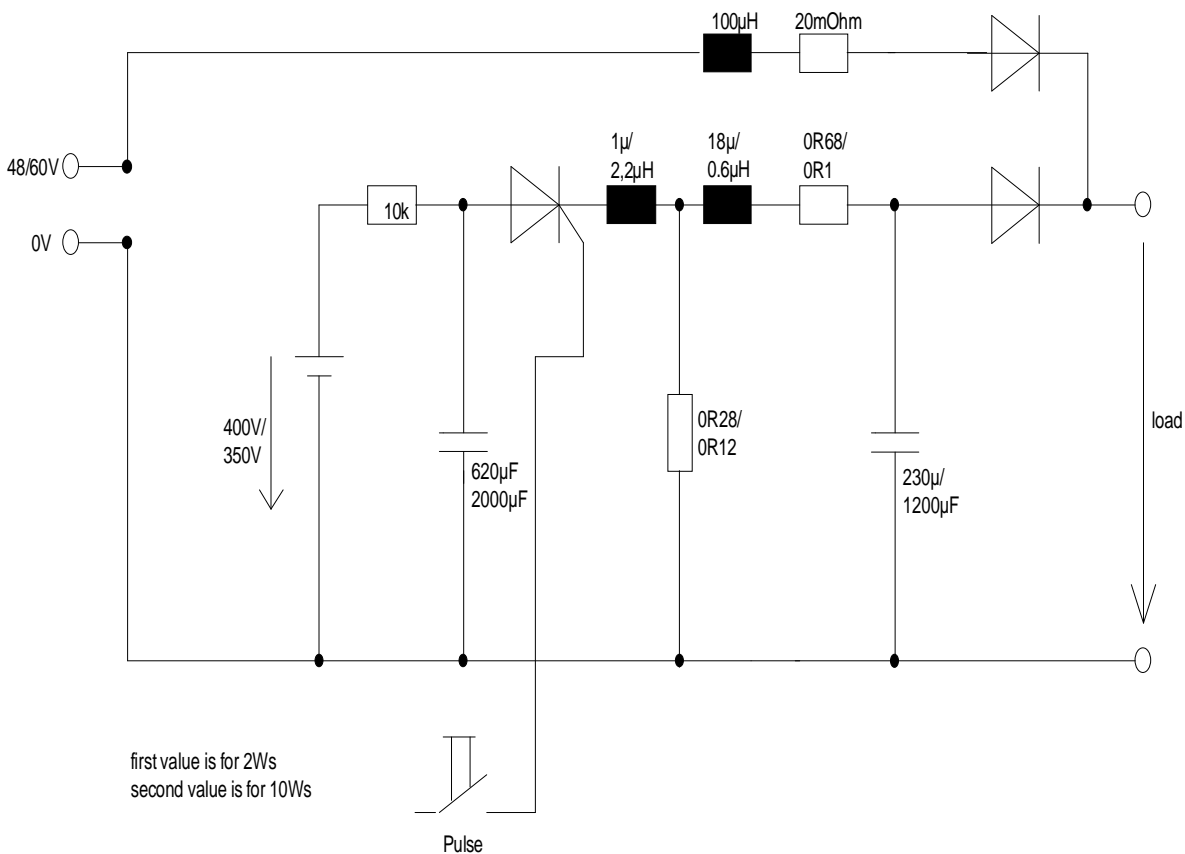 100µH
20mOhm
48/60V
0V
1µ/
2,2µH
18µ/
0.6µH
0R68/
0R1
10k
400V/
350V
620µF
2000µF
0R28/
0R12
230µ/
1200µF
load
first value is for 2Ws
second value is for 10Ws
Pulse